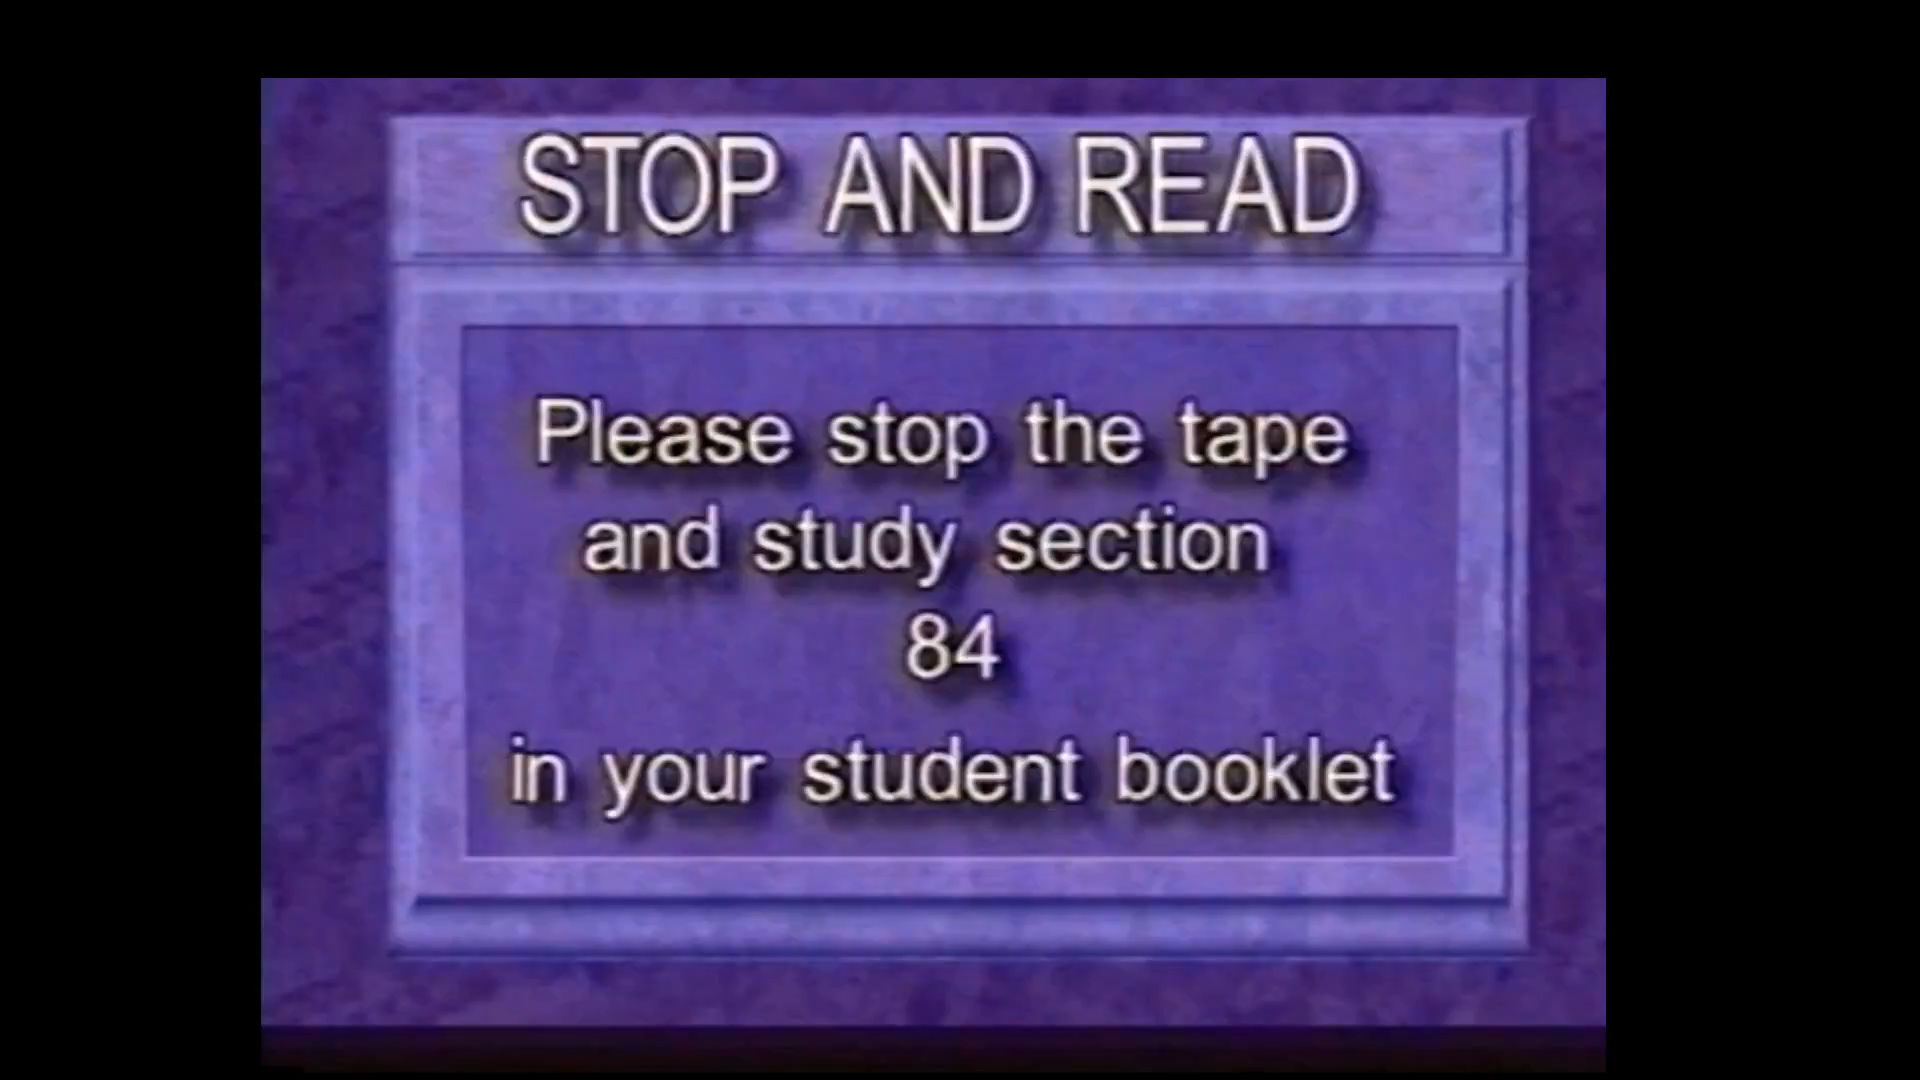 STOP AND READ
Please stop the tape
and study section
84
in your student booklet